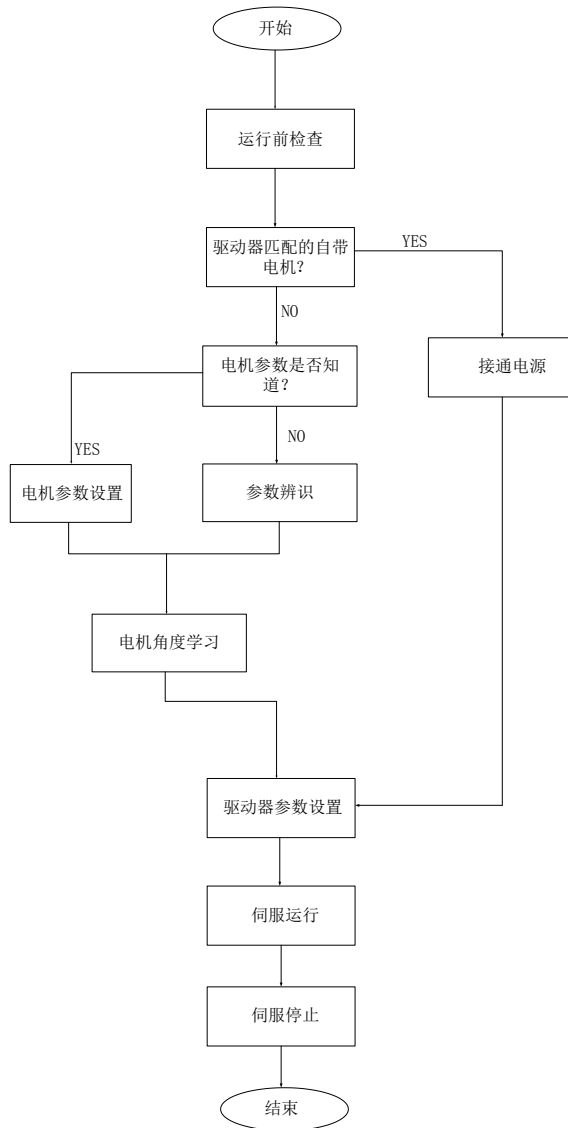 开始
运行前检查
驱动器匹配的自带
电机？
YES
NO
电机参数是否知
道？
接通电源
YES
NO
电机参数设置
参数辨识
电机角度学习
驱动器参数设置
伺服运行
伺服停止
结束